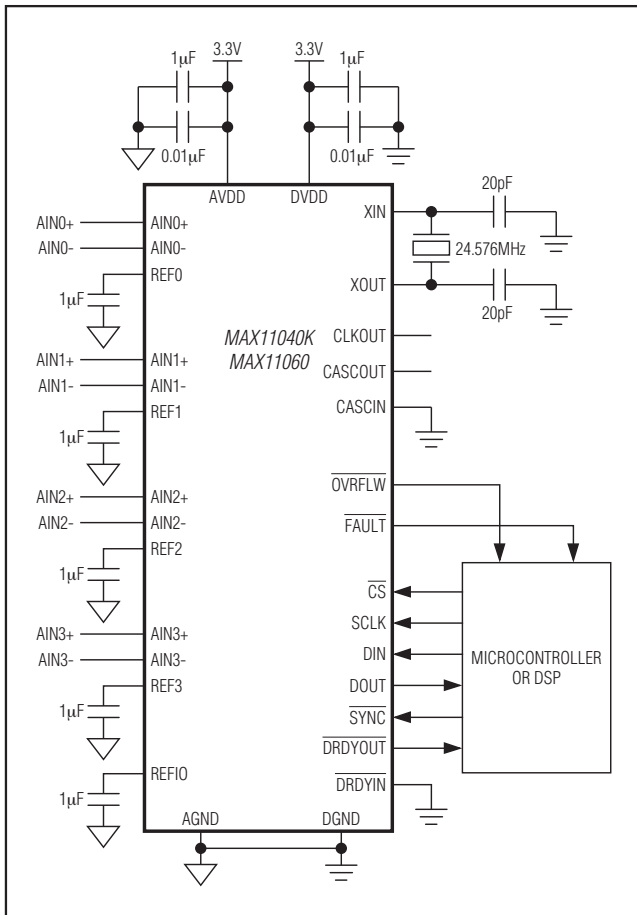 1µF 3.3V 3.3V 1µF
0.01µF 0.01µF
AVDD DVDD
20pF
XIN
24.576MHz
XOUT
20pF
AIN0+ AIN0+
AIN0- AIN0-
REF0
1µF
MAX11040K
MAX11060
CLKOUT
AIN1+ AIN1+
CASCOUT
AIN1- AIN1-
CASCIN
REF1
1µF
OVRFLW
AIN2+ AIN2+
FAULT
AIN2- AIN2-
REF2
1µF
CS
SCLK
AIN3+ AIN3+
DIN
AIN3- AIN3-
MICROCONTROLLER
OR DSP
DOUT
REF3
1µF
SYNC
DRDYOUT
REFIO
1µF
DRDYIN
AGND DGND